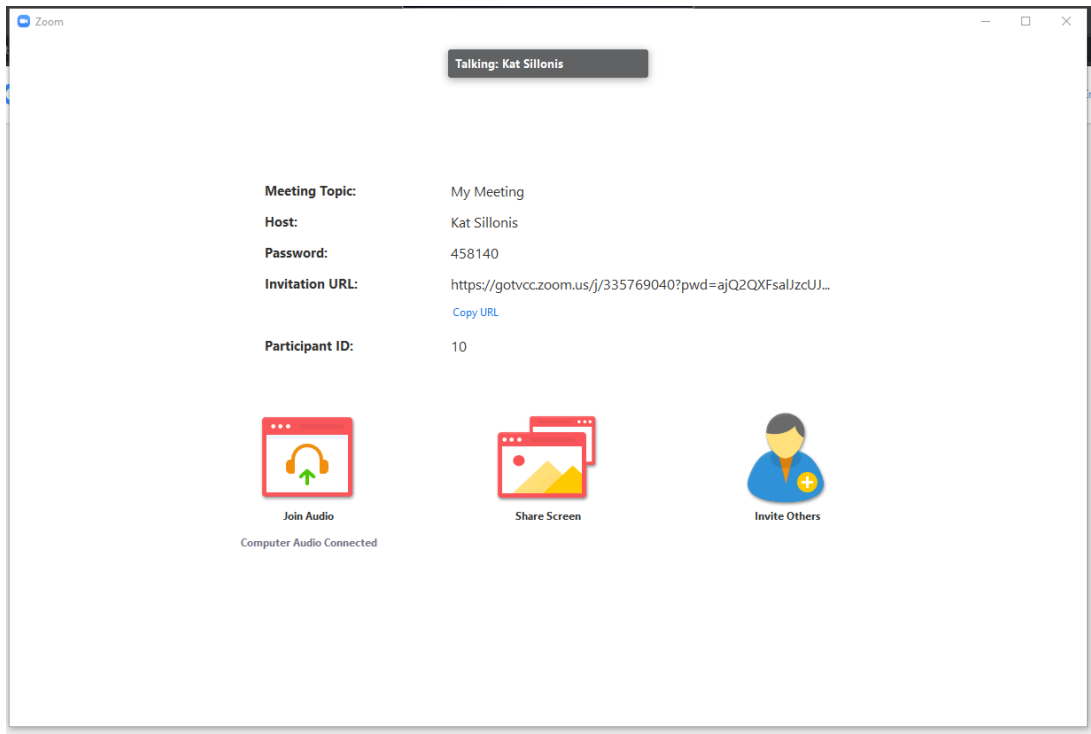 Zoom
Talking: Kat Sillonis
Meeting Topic: My Meeting
Host: Kat Sillonis
Password: 458140
Invitation URL: https://gotvcc.zoom.us/j/335769040?pwd=ajQ2QXFsalJzcUJ...
Copy URL
Participant ID: 10
Join Audio Share Screen Invite Others
Computer Audio Connected